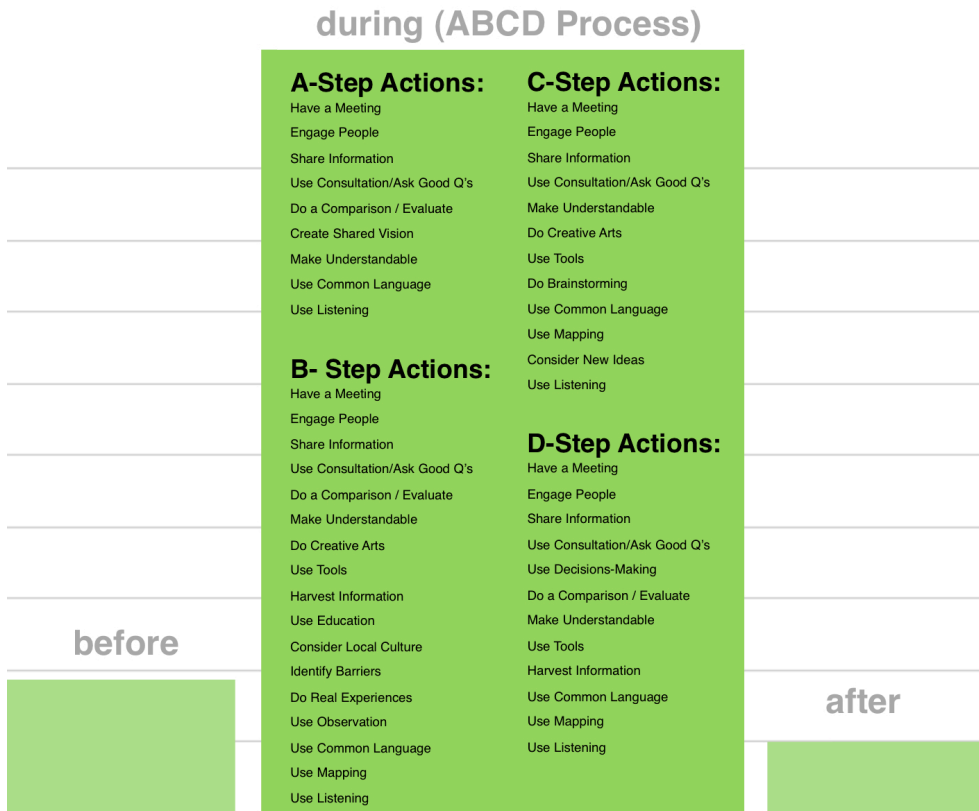 during (ABCD Process)
A-Step Actions:
Have a Meeting
Engage People
Share Information
Use Consultation/Ask Good Q's
Do a Comparison / Evaluate
Create Shared Vision
Make Understandable
Use Common Language
Use Listening
B- Step Actions:
Have a Meeting
Engage People
Share Information
Use Consultation/Ask Good Q's
Do a Comparison / Evaluate
Make Understandable
Do Creative Arts
Use Tools
Harvest Information
Use Education
Consider Local Culture
Identify Barriers
Do Real Experiences
Use Observation
Use Common Language
Use Mapping
Use Listening
C-Step Actions:
Have a Meeting
Engage People
Share Information
Use Consultation/Ask Good Q's
Make Understandable
Do Creative Arts
Use Tools
Do Brainstorming
Use Common Language
Use Mapping
Consider New Ideas
Use Listening
D-Step Actions:
Have a Meeting
Engage People
Share Information
Use Consultation/Ask Good Q's
Use Decisions-Making
Do a Comparison / Evaluate
Make Understandable
Use Tools
Harvest Information
Use Common Language
Use Mapping
Use Listening
before
after